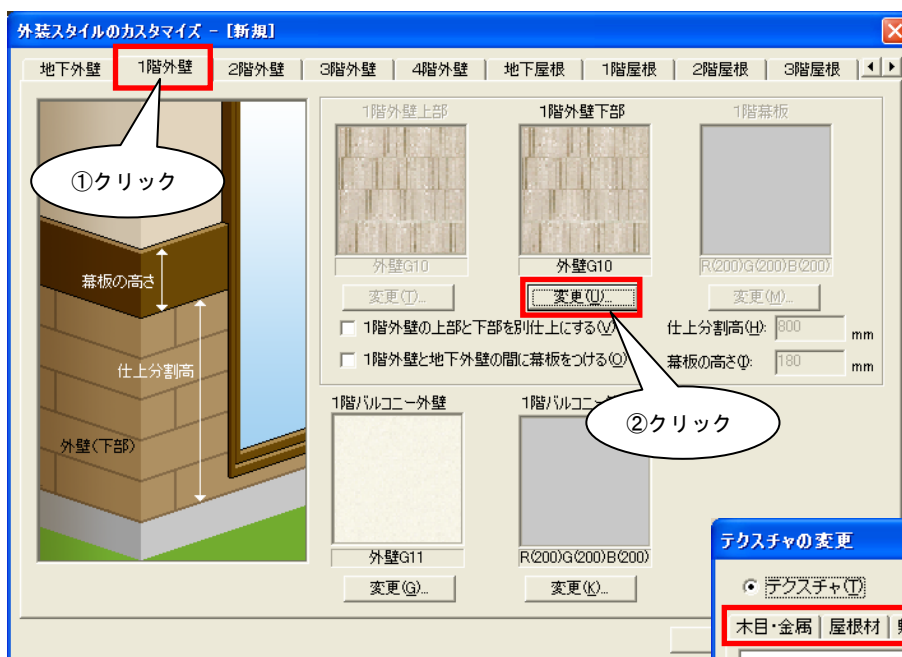 外装スタイルのカスタマイズ － [新規]
地下外壁 1階外壁 2階外壁 3階外壁 4階外壁 地下屋根 1階屋根 2階屋根 3階屋根
①クリック
幕板の高さ
仕上分割高
外壁(下部)
1階外壁上部 1階外壁下部 1階幕板
外壁G10 外壁G10 R(200)G(200)B(200)
変更(T)... 変更(U)... 変更(M)...
1階外壁の上部と下部を別仕上にする(V) 仕上分割高(H): 800 mm
1階外壁と地下外壁の間に幕板をつける(O) 幕板の高さ(I): 180 mm
②クリック
1階バルコニー外壁 1階バルコニー
外壁G11 R(200)G(200)B(200)
変更(G)... 変更(K)...
テクスチャの変更
テクスチャ(T)
木目・金属 屋根材